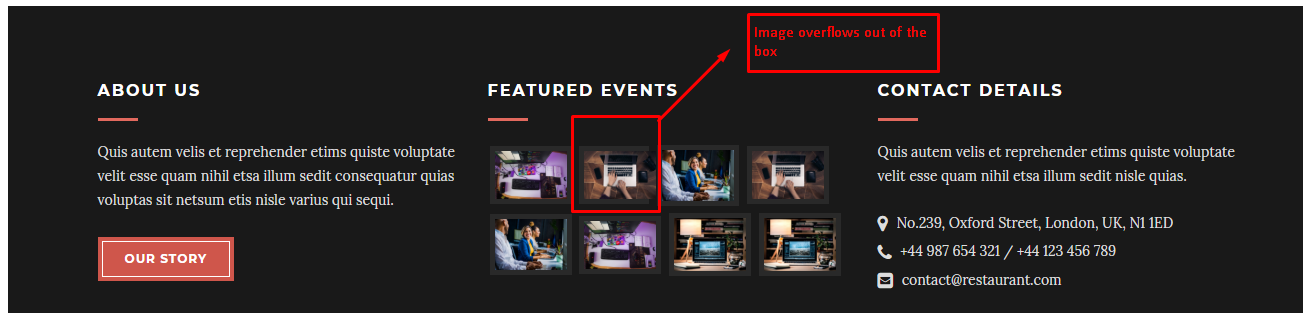 Image overflows out of the
box
ABOUT US
Quis autem velis et reprehender etims quiste voluptate
velit esse quam nihil etsa illum sedit consequatur quias
voluptas sit netsum etis nisle varius qui sequi.
OUR STORY
FEATURED EVENTS
CONTACT DETAILS
Quis autem velis et reprehender etims quiste voluptate
velit esse quam nihil etsa illum sedit nisle quias.
No.239, Oxford Street, London, UK, N1 1ED
+44 987 654 321 / +44 123 456 789
contact@restaurant.com